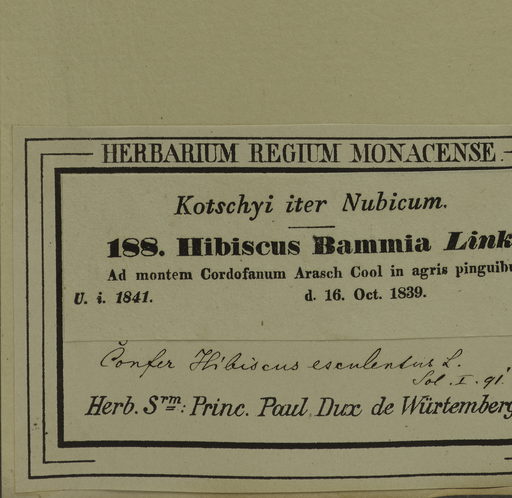 HERBARIUM REGIUM MONACENSE.
Kotschyi iter Nubicum.
188. Hibiscus Bammia Link
Ad montem Cordofanum Arasch Cool in agris pinguibu
U. i. 1841. d. 16. Oct. 1839.
Confer Hibiscus esculentus L.
Sol. I. 91.
Herb. Srm: Princ. Paul Dux de Würtemberg